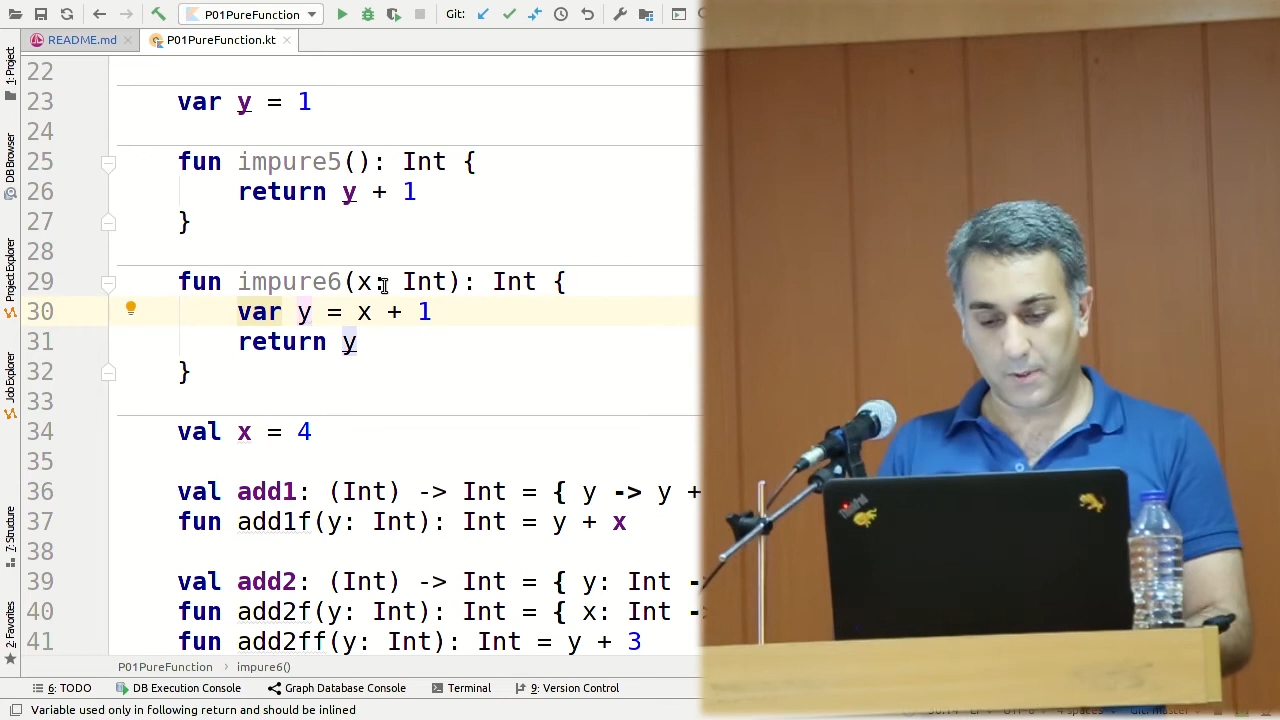 P01PureFunction
Git:
README.md
P01PureFunction.kt
1: Project
DB Browser
Project Explorer
Job Explorer
7: Structure
2: Favorites
22
23 var y = 1
24
25 fun impure5(): Int {
26 return y + 1
27 }
28
29 fun impure6(x: Int): Int {
30 var y = x + 1
31 return y
32 }
33
34 val x = 4
35
36 val add1: (Int) -> Int = { y -> y +
37 fun add1f(y: Int): Int = y + x
38
39 val add2: (Int) -> Int = { y: Int -
40 fun add2f(y: Int): Int = { x: Int -
41 fun add2ff(y: Int): Int = y + 3
P01PureFunction › impure6()
6: TODO
DB Execution Console
Graph Database Console
Terminal
9: Version Control
Variable used only in following return and should be inlined
ThinkPad